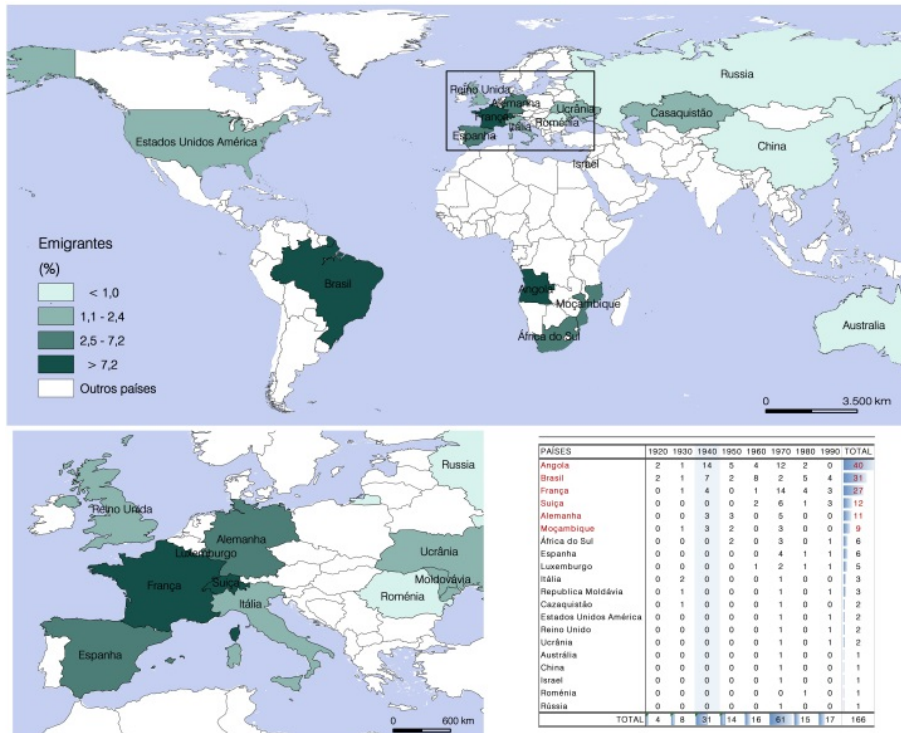 Russia
Reino Unida
Alemanha
Ucrânia
França
Itália
Roménia
Espanha
Casaquistão
Estados Unidos América
China
Israel
Emigrantes
(%)
< 1,0
1,1 - 2,4
2,5 - 7,2
> 7,2
Outros países
Brasil
Angola
Moçambique
África do Sul
Australia
0 3.500 km
Russia
Reino Unida
Alemanha
Luxemburgo
Ucrânia
França
Suiça
Moldovávia
Roménia
Itália
Espanha
0 600 km
PAÍSES 1920 1930 1940 1950 1960 1970 1980 1990 TOTAL
Angola 2 1 14 5 4 12 2 0 40
Brasil 2 1 7 2 8 2 5 4 31
França 0 1 4 0 1 14 4 3 27
Suiça 0 0 0 0 2 6 1 3 12
Alemanha 0 0 3 3 0 5 0 0 11
Moçambique 0 1 3 2 0 3 0 0 9
África do Sul 0 0 0 2 0 3 0 1 6
Espanha 0 0 0 0 0 4 1 1 6
Luxemburgo 0 0 0 0 1 2 1 1 5
Itália 0 2 0 0 0 1 0 0 3
Republica Moldávia 0 1 0 0 0 1 0 1 3
Cazaquistão 0 1 0 0 0 1 0 0 2
Estados Unidos América 0 0 0 0 0 1 0 1 2
Reino Unido 0 0 0 0 0 1 0 1 2
Ucrânia 0 0 0 0 0 1 0 1 2
Austrália 0 0 0 0 0 1 0 0 1
China 0 0 0 0 0 1 0 0 1
Israel 0 0 0 0 0 1 0 0 1
Roménia 0 0 0 0 0 0 1 0 1
Rússia 0 0 0 0 0 1 0 0 1
TOTAL 4 8 31 14 16 61 15 17 166